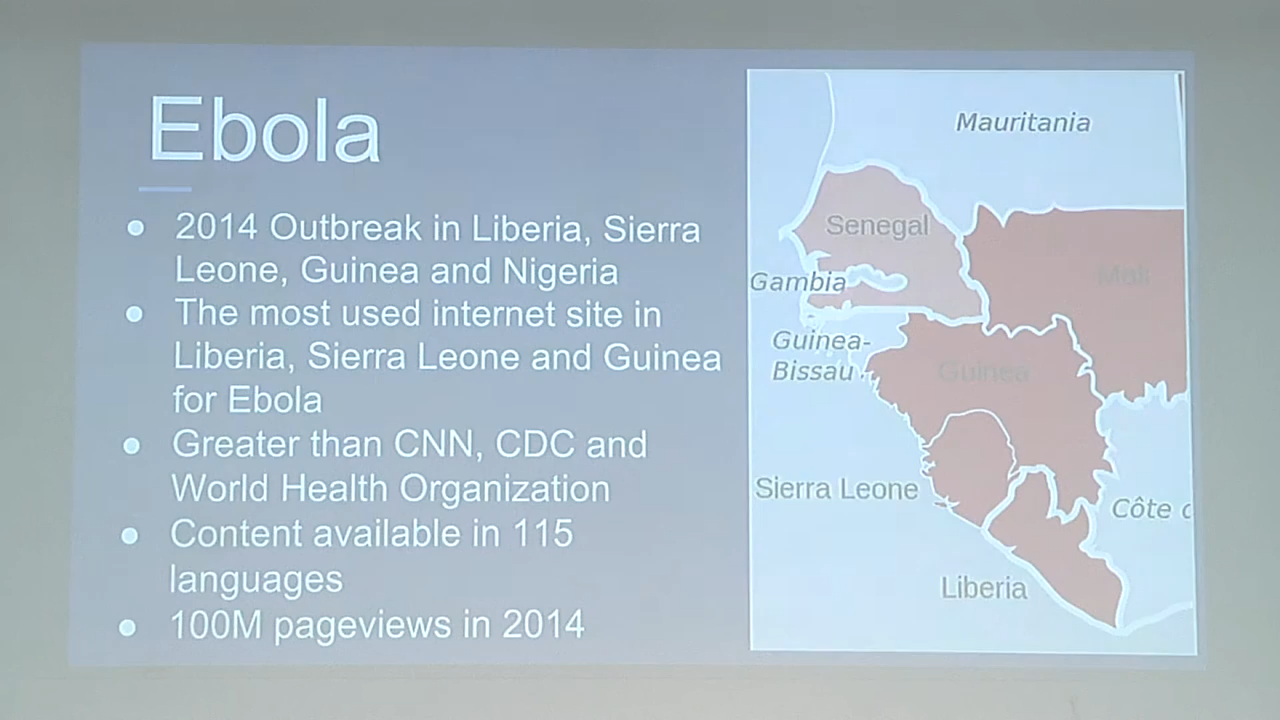 Ebola
● 2014 Outbreak in Liberia, Sierra
Leone, Guinea and Nigeria
● The most used internet site in
Liberia, Sierra Leone and Guinea
for Ebola
● Greater than CNN, CDC and
World Health Organization
● Content available in 115
languages
● 100M pageviews in 2014
Mauritania
Senegal
Mali
Gambia
Guinea-
Bissau
Guinea
Sierra Leone
Côte d
Liberia